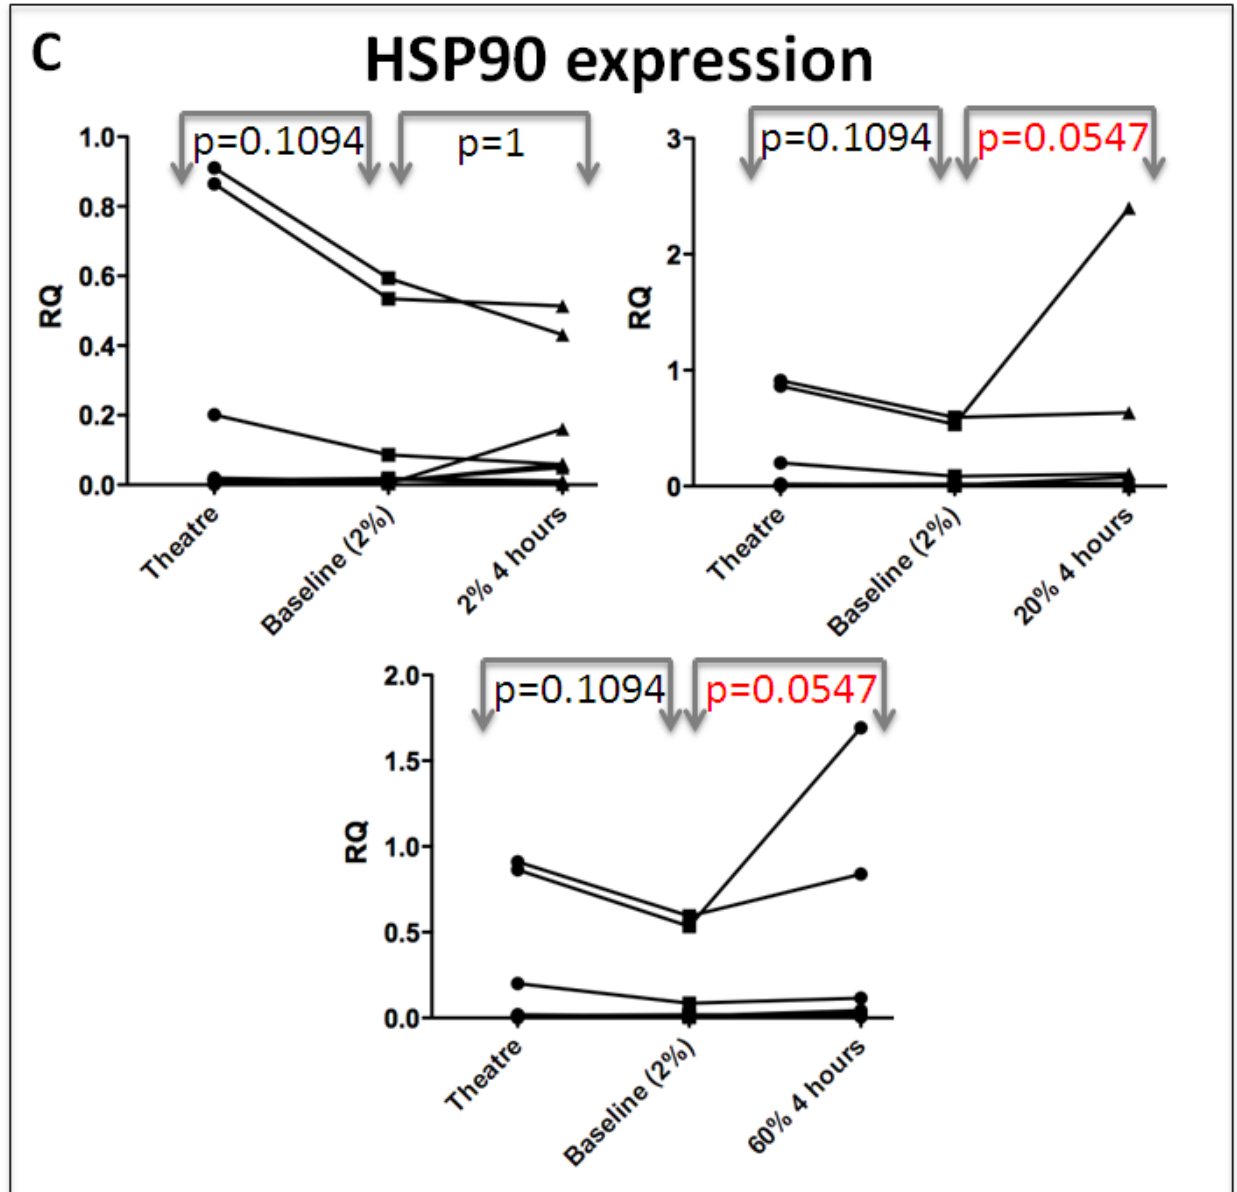 C
HSP90 expression
p=0.1094
p=1
1.0
0.8
0.6
0.4
0.2
0.0
RQ
Theatre
Baseline (2%)
2% 4 hours
p=0.1094
p=0.0547
3
2
1
0
RQ
Theatre
Baseline (2%)
20% 4 hours
p=0.1094
p=0.0547
2.0
1.5
1.0
0.5
0.0
RQ
Theatre
Baseline (2%)
60% 4 hours